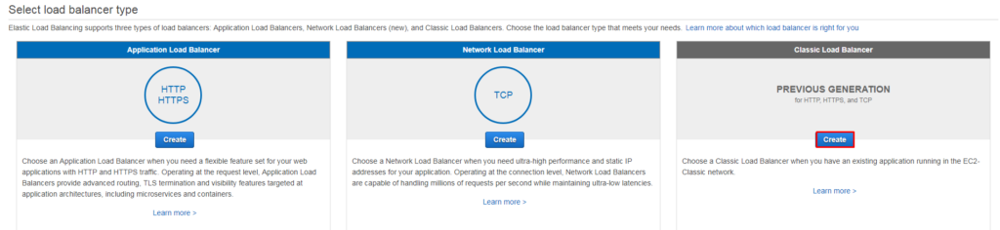 Select load balancer type
Elastic Load Balancing supports three types of load balancers: Application Load Balancers, Network Load Balancers (new), and Classic Load Balancers. Choose the load balancer type that meets your needs. Learn more about which load balancer is right for you
Application Load Balancer
HTTP
HTTPS
Create
Choose an Application Load Balancer when you need a flexible feature set for your web
applications with HTTP and HTTPS traffic. Operating at the request level, Application Load
Balancers provide advanced routing, TLS termination and visibility features targeted at
application architectures, including microservices and containers.
Learn more >
Network Load Balancer
TCP
Create
Choose a Network Load Balancer when you need ultra-high performance and static IP
addresses for your application. Operating at the connection level, Network Load Balancers
are capable of handling millions of requests per second while maintaining ultra-low latencies.
Learn more >
Classic Load Balancer
PREVIOUS GENERATION
for HTTP, HTTPS, and TCP
Create
Choose a Classic Load Balancer when you have an existing application running in the EC2-
Classic network.
Learn more >